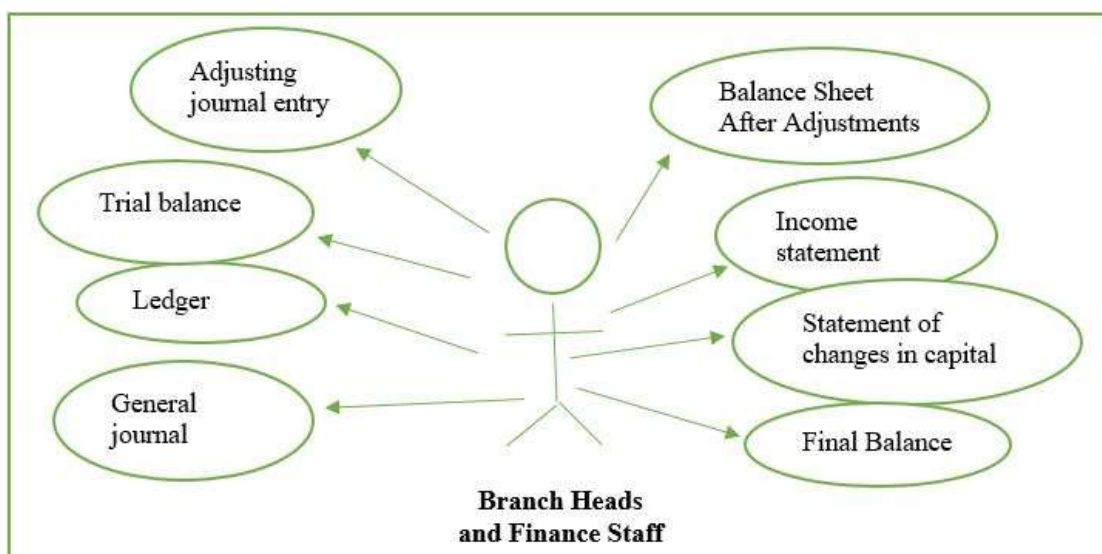 Adjusting
journal entry
Trial balance
Ledger
General
journal
Balance Sheet
After Adjustments
Income
statement
Statement of
changes in capital
Final Balance
Branch Heads
and Finance Staff